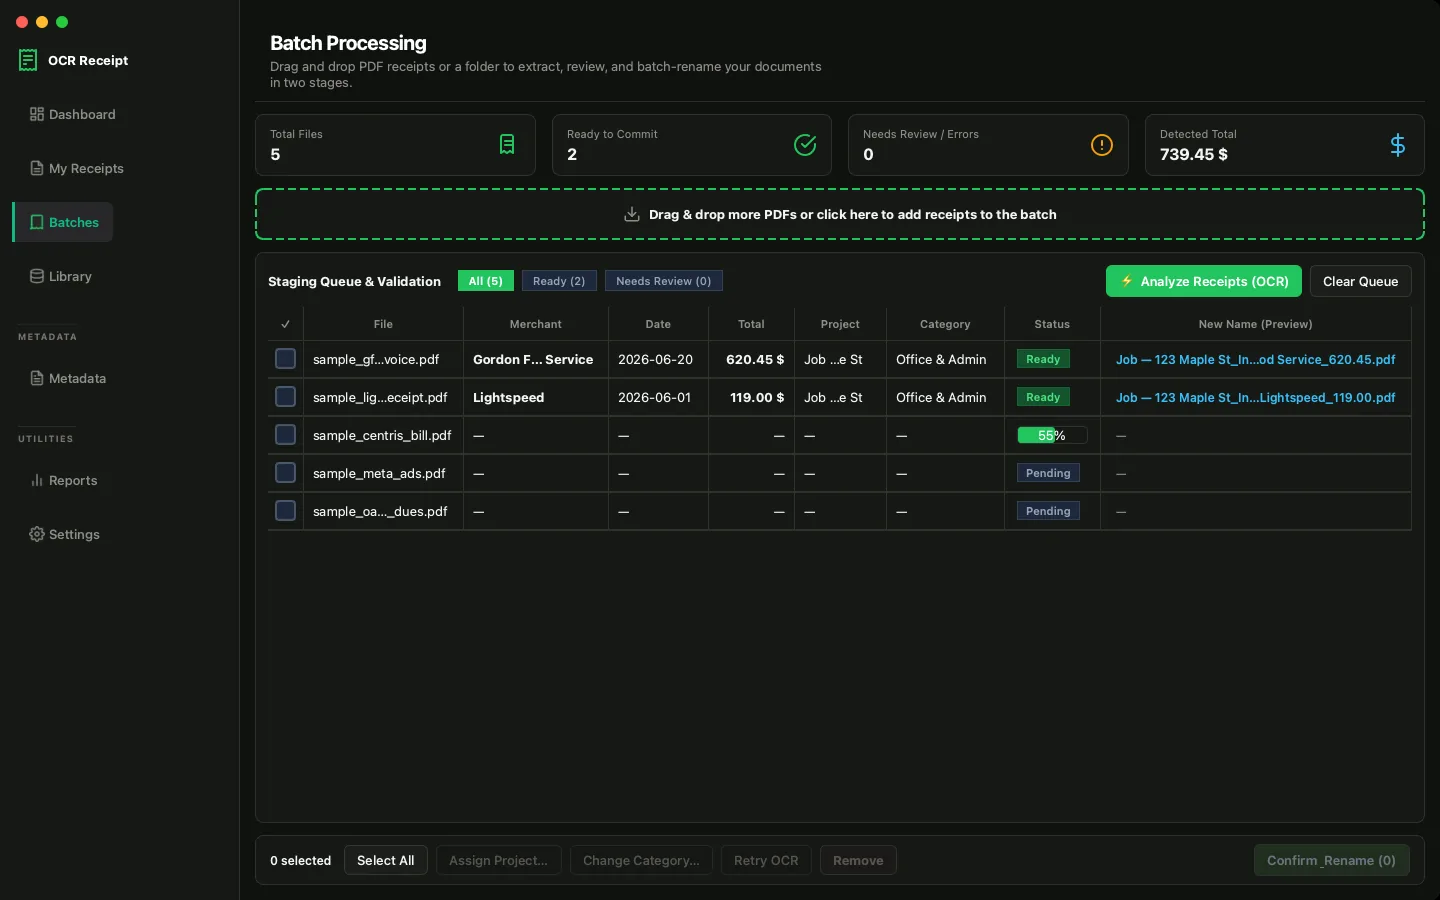 OCR Receipt
Dashboard
My Receipts
Batches
Library
METADATA
Metadata
UTILITIES
Reports
Settings
Batch Processing
Drag and drop PDF receipts or a folder to extract, review, and batch-rename your documents
in two stages.
Total Files
5
Ready to Commit
2
Needs Review / Errors
0
Detected Total
739.45 $
Drag & drop more PDFs or click here to add receipts to the batch
Staging Queue & Validation All (5) Ready (2) Needs Review (0) ⚡ Analyze Receipts (OCR) Clear Queue
✓ File Merchant Date Total Project Category Status New Name (Preview)
sample_gf...voice.pdf Gordon F... Service 2026-06-20 620.45 $ Job ...e St Office & Admin Ready Job — 123 Maple St_In...od Service_620.45.pdf
sample_lig...eceipt.pdf Lightspeed 2026-06-01 119.00 $ Job ...e St Office & Admin Ready Job — 123 Maple St_In...Lightspeed_119.00.pdf
sample_centris_bill.pdf — — — — — 55% —
sample_meta_ads.pdf — — — — — Pending —
sample_oa..._dues.pdf — — — — — Pending —
0 selected Select All Assign Project... Change Category... Retry OCR Remove Confirm_Rename (0)